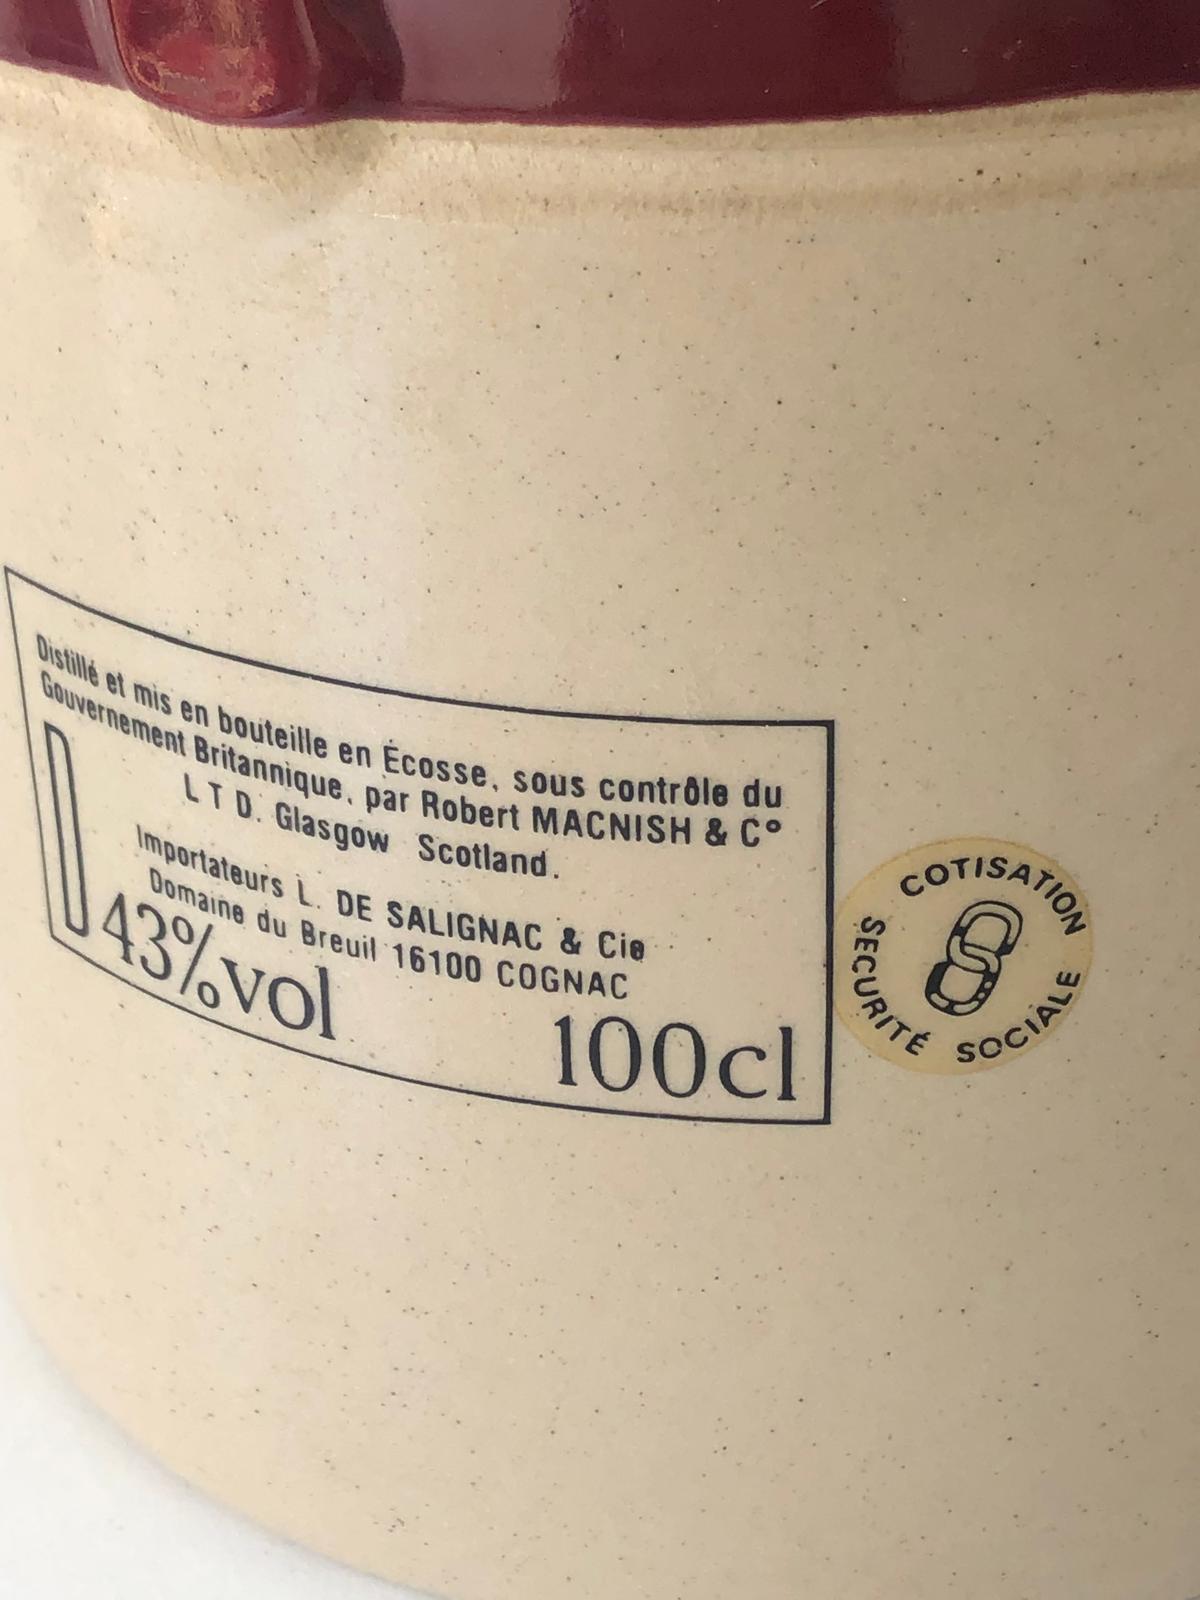 Distillé et mis en bouteille en Écosse, sous contrôle du
Gouvernement Britannique, par Robert MACNISH & C°
L T D. Glasgow Scotland.
Importateurs L. DE SALIGNAC & Cie
Domaine du Breuil 16100 COGNAC
43%vol 100cl
COTISATION
SECURITÉ SOCIALE